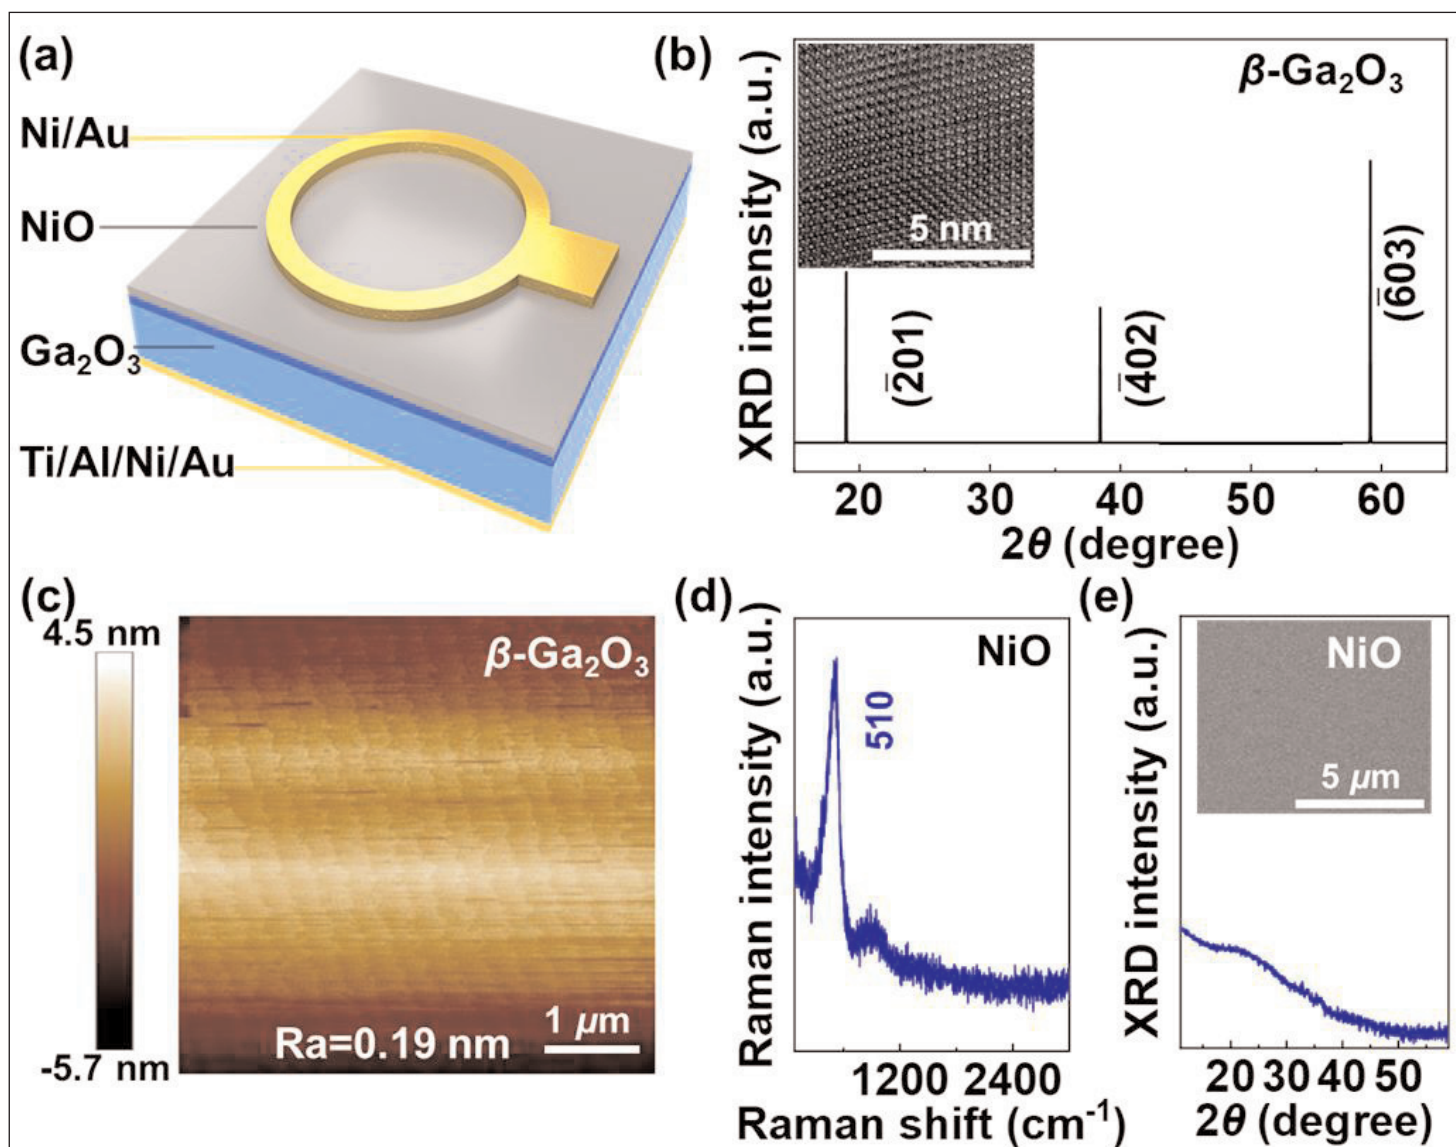 (a)
Ni/Au
NiO
Ga₂O₃
Ti/Al/Ni/Au
(b)
XRD intensity (a.u.)
β-Ga₂O₃
5 nm
(2̅01)
(4̅02)
(6̅03)
20 30 40 50 60
2θ (degree)
(c)
4.5 nm
-5.7 nm
β-Ga₂O₃
Ra=0.19 nm
1 μm
(d)
Raman intensity (a.u.)
NiO
510
1200 2400
Raman shift (cm⁻¹)
(e)
XRD intensity (a.u.)
NiO
5 μm
20 30 40 50
2θ (degree)